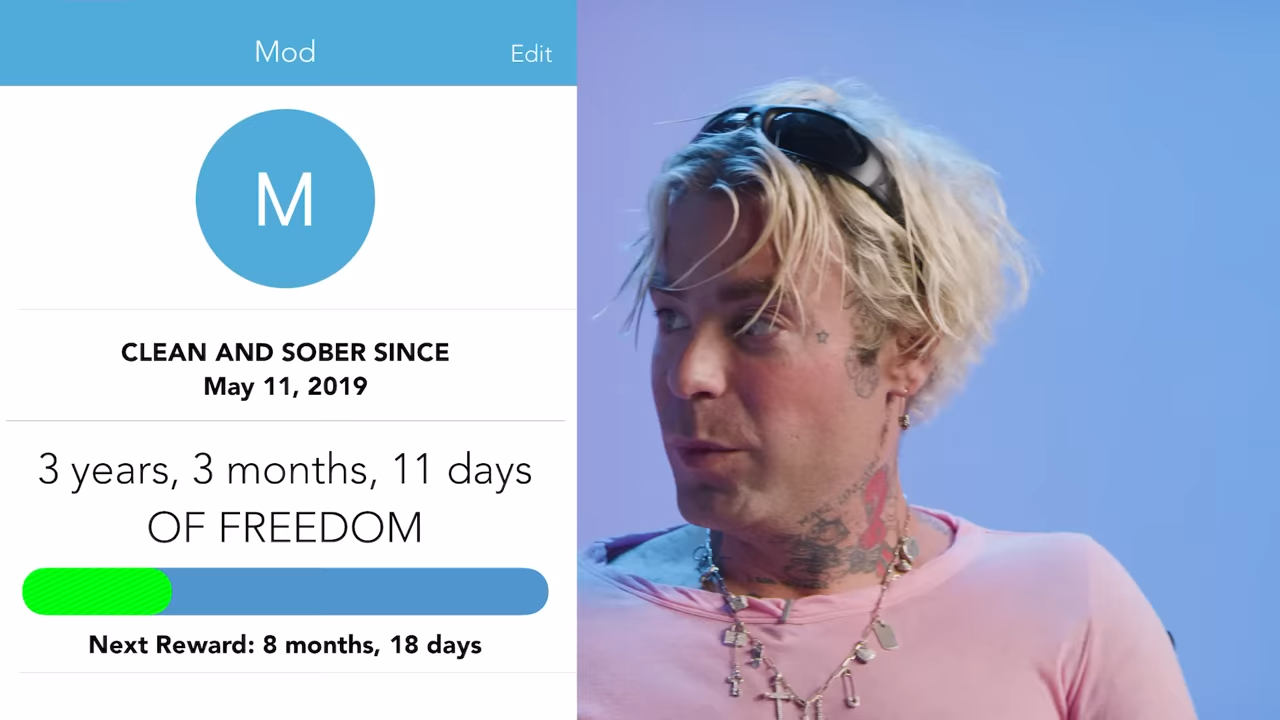 Mod
Edit
M
CLEAN AND SOBER SINCE
May 11, 2019
3 years, 3 months, 11 days
OF FREEDOM
Next Reward: 8 months, 18 days